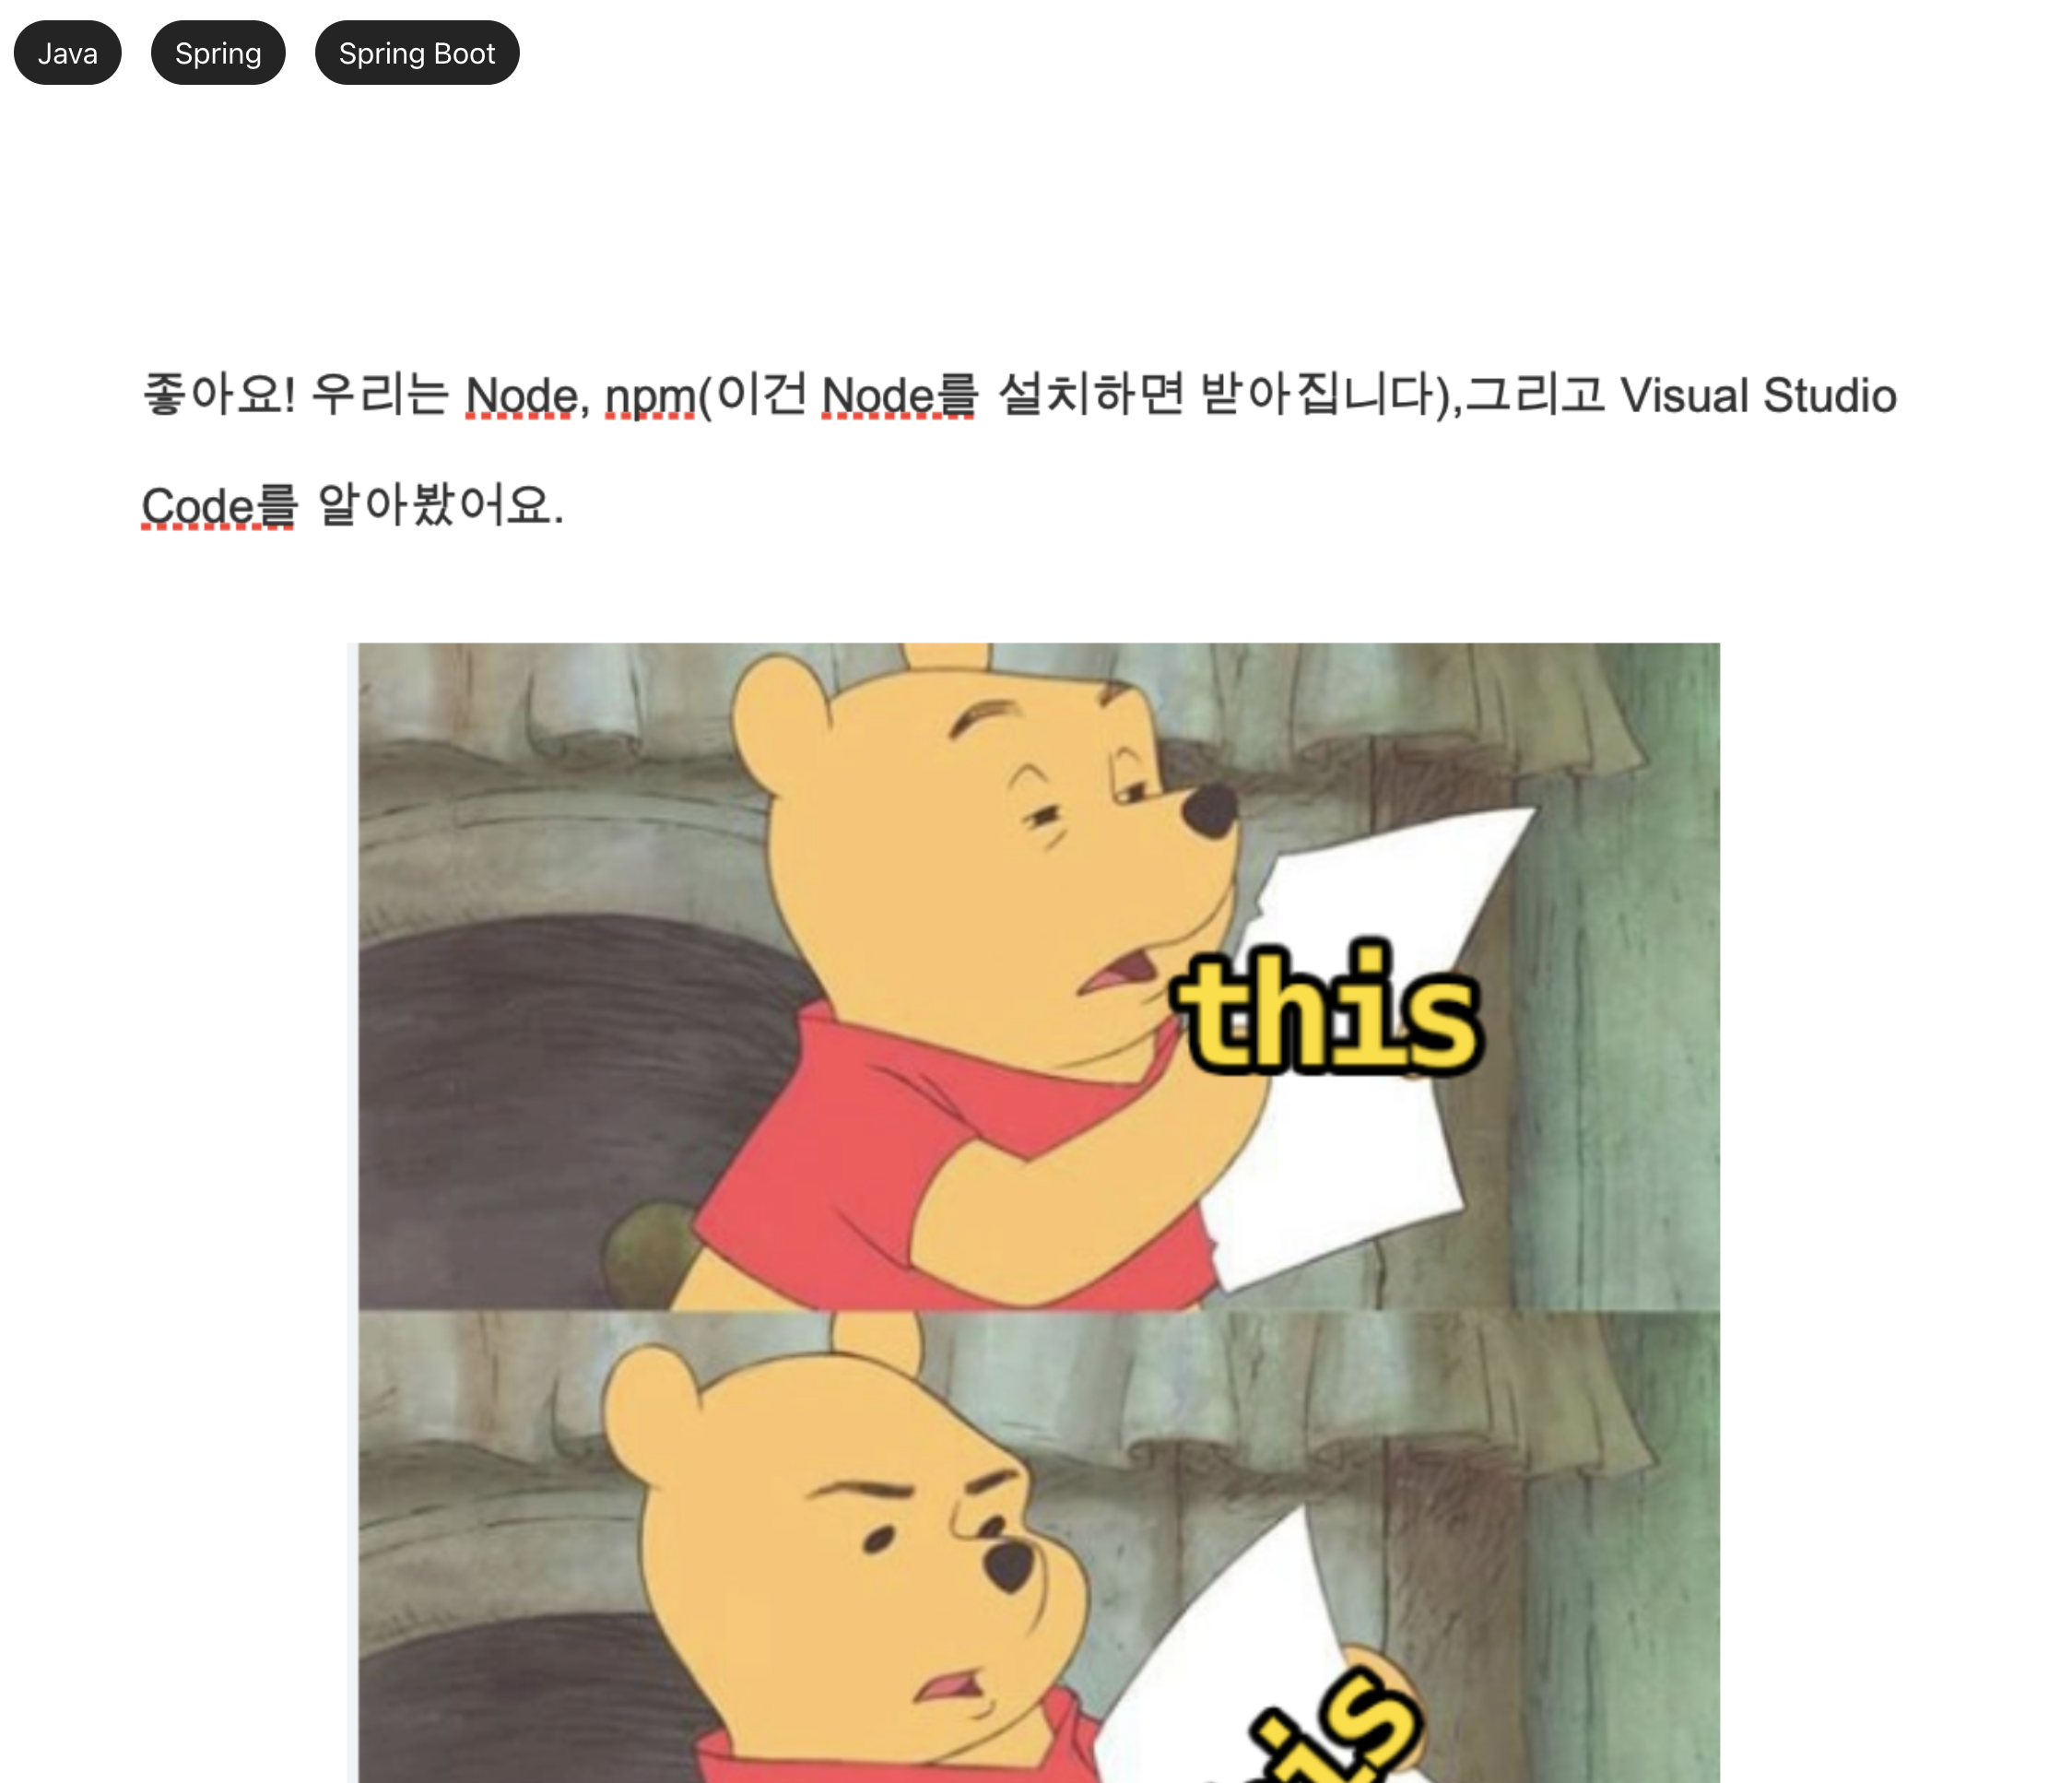 Java Spring Spring Boot
좋아요! 우리는 Node, npm(이건 Node를 설치하면 받아집니다),그리고 Visual Studio
Code를 알아봤어요.
this
is